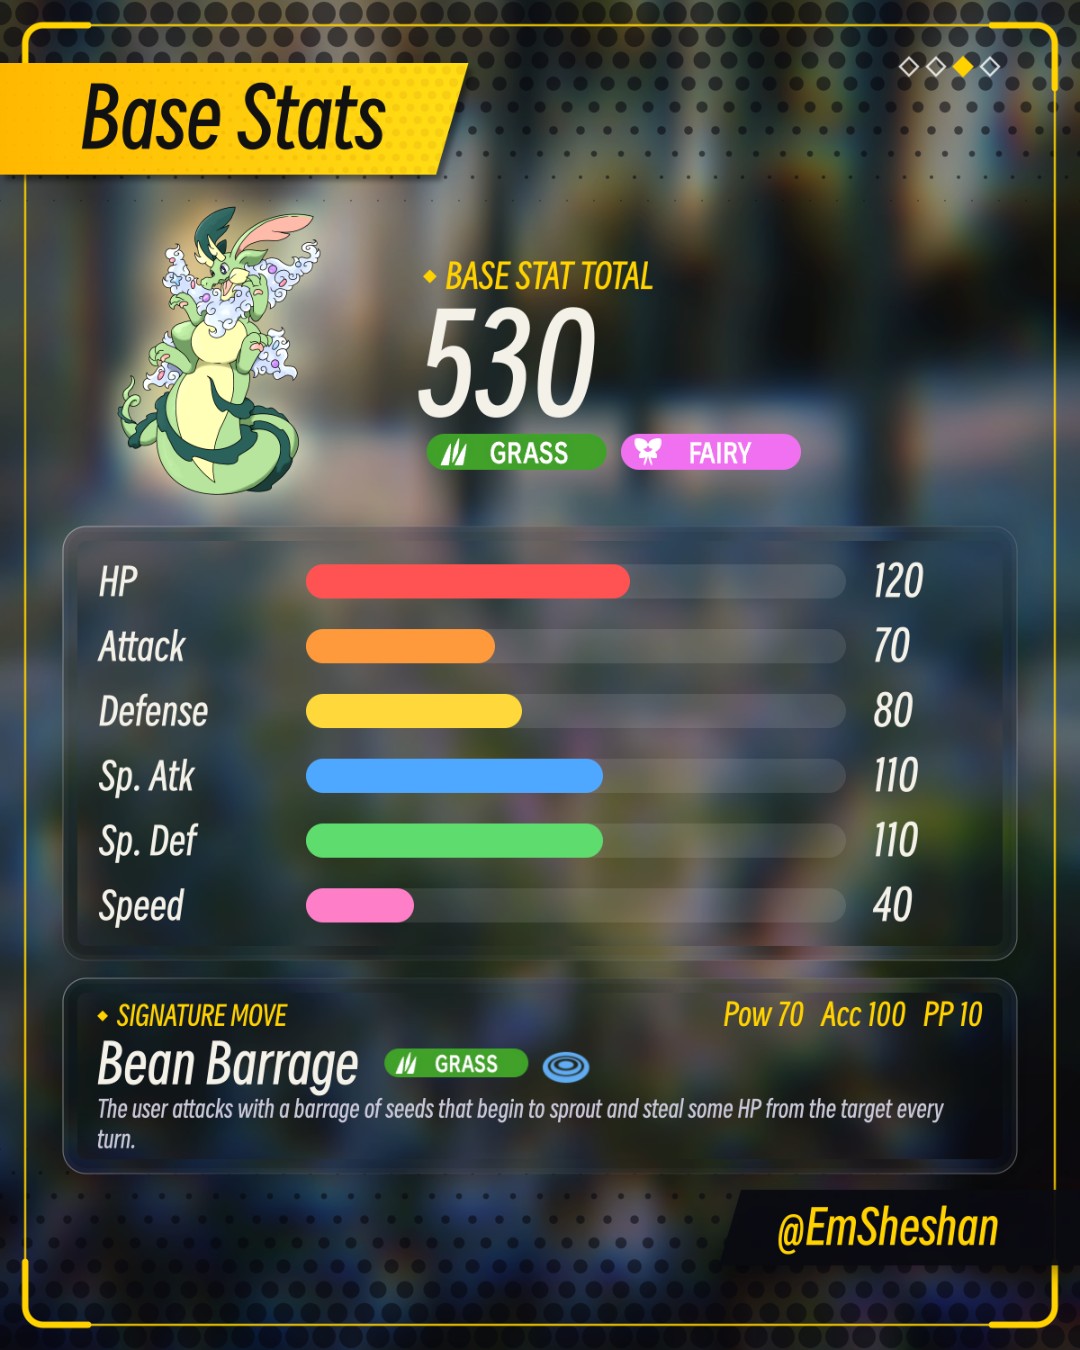 Base Stats
BASE STAT TOTAL
530
GRASS FAIRY
HP 120
Attack 70
Defense 80
Sp. Atk 110
Sp. Def 110
Speed 40
SIGNATURE MOVE Pow 70 Acc 100 PP 10
Bean Barrage GRASS
The user attacks with a barrage of seeds that begin to sprout and steal some HP from the target every
turn.
@EmSheshan